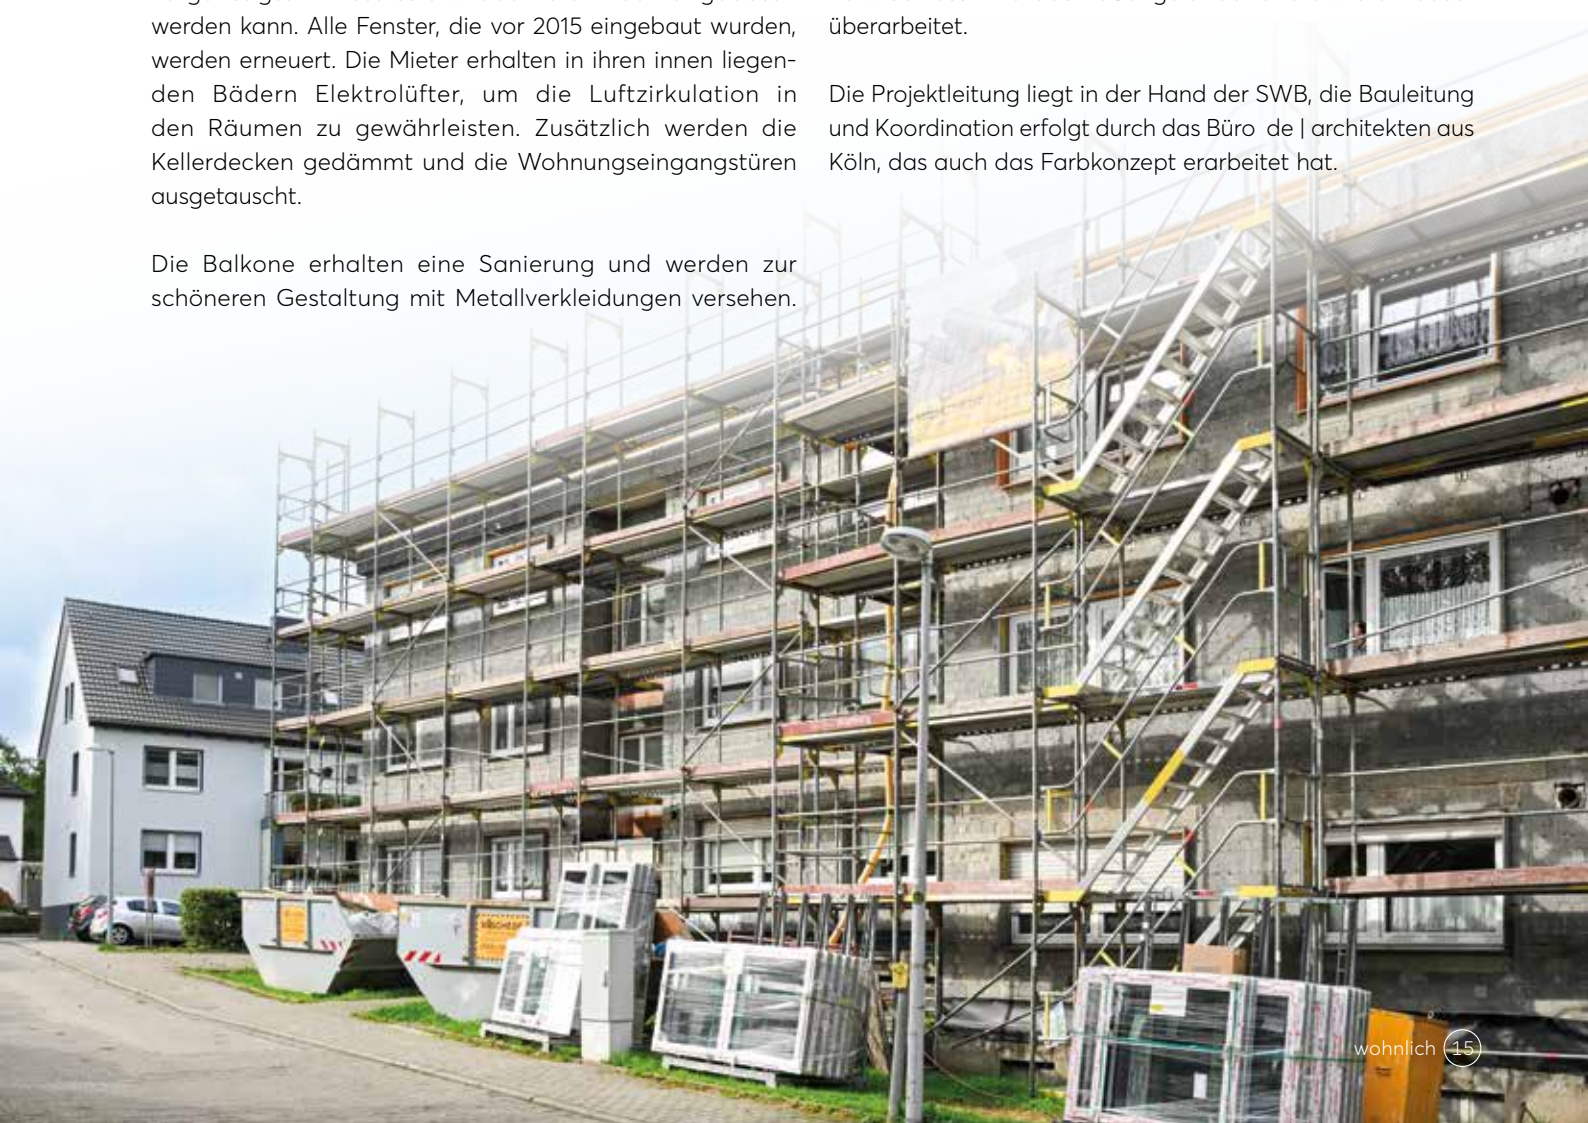 werden kann. Alle Fenster, die vor 2015 eingebaut wurden,
werden erneuert. Die Mieter erhalten in ihren innen liegen-
den Bädern Elektrolüfter, um die Luftzirkulation in
den Räumen zu gewährleisten. Zusätzlich werden die
Kellerdecken gedämmt und die Wohnungseingangstüren
ausgetauscht.
Die Balkone erhalten eine Sanierung und werden zur
schöneren Gestaltung mit Metallverkleidungen versehen.
überarbeitet.
Die Projektleitung liegt in der Hand der SWB, die Bauleitung
und Koordination erfolgt durch das Büro de | architekten aus
Köln, das auch das Farbkonzept erarbeitet hat.
wohnlich 15